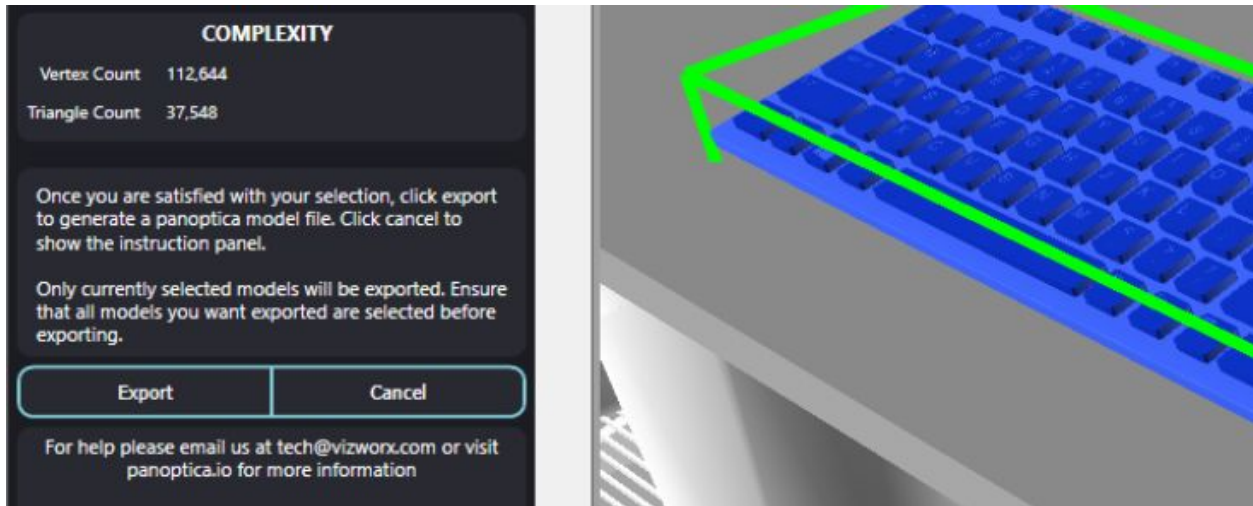 COMPLEXITY
Vertex Count 112,644
Triangle Count 37,548
Once you are satisfied with your selection, click export
to generate a panoptica model file. Click cancel to
show the instruction panel.
Only currently selected models will be exported. Ensure
that all models you want exported are selected before
exporting.
Export Cancel
For help please email us at tech@vizworx.com or visit
panoptica.io for more information